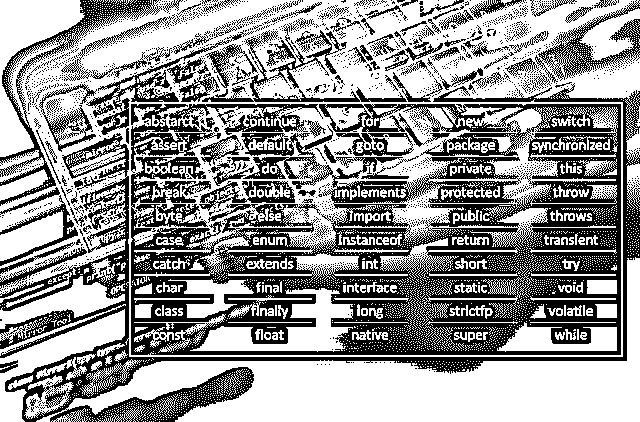 abstarct continue for new switch
assert default goto package synchronized
boolean do if private this
break double implements protected throw
byte else import public throws
case enum instanceof return transient
catch extends int short try
char final interface static void
class finally long strictfp volatile
const float native super while